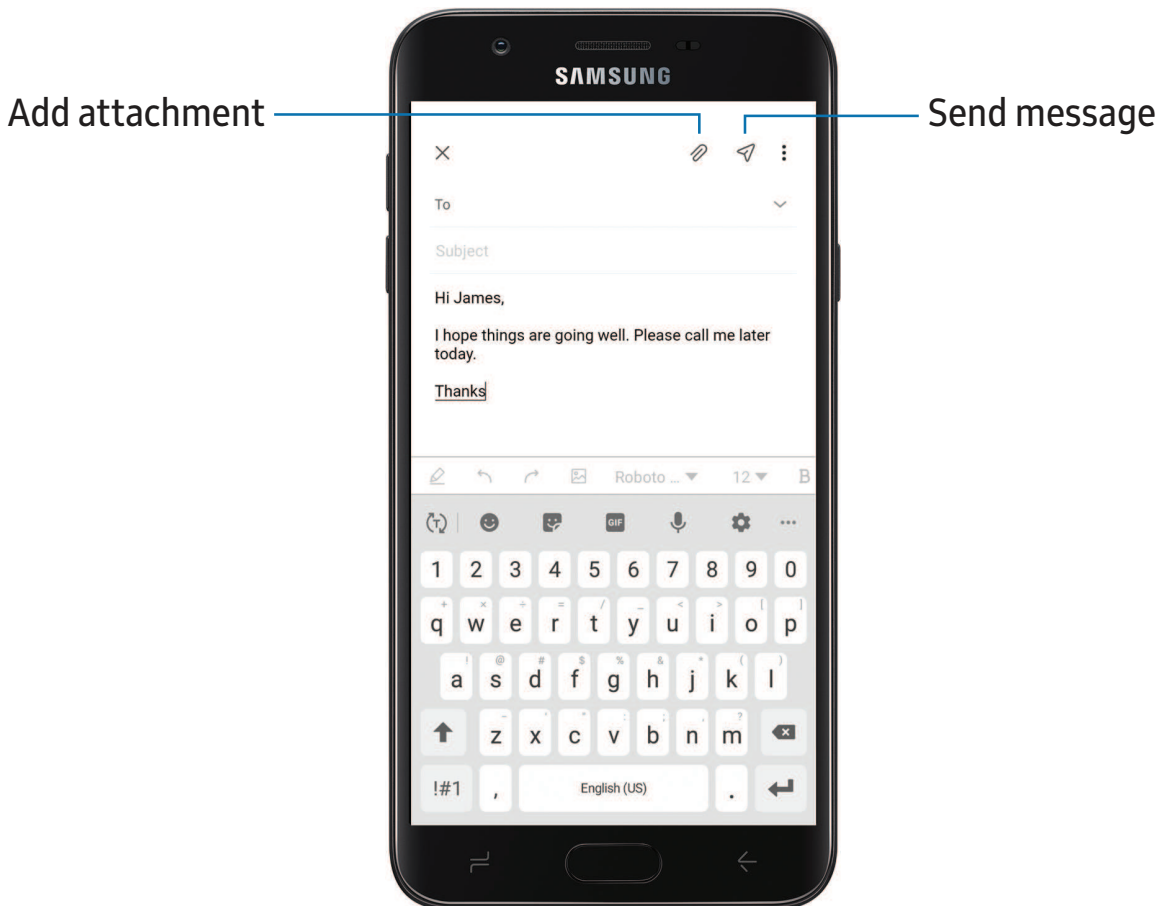 SAMSUNG
Add attachment
Send message
To
Subject
Hi James,
I hope things are going well. Please call me later
today.
Thanks
Roboto ... 12 B
GIF
1 2 3 4 5 6 7 8 9 0
+ × ÷ = / _ < > [ ]
q w e r t y u i o p
! @ # $ % & * ( )
a s d f g h j k l
- ' " : ; , ?
z x c v b n m
!#1 , English (US) .